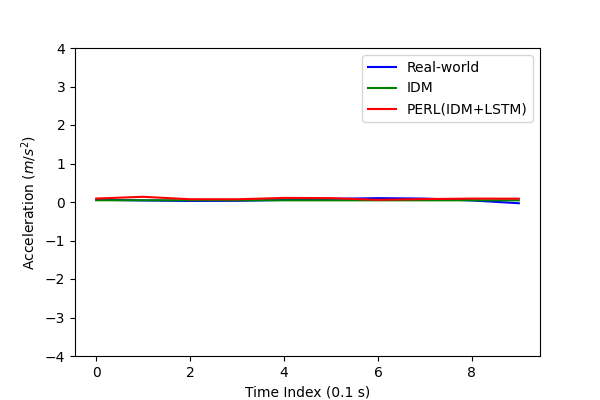 Real-world
IDM
PERL(IDM+LSTM)
4
3
2
1
0
−1
−2
−3
−4
Acceleration (m/s²)
0 2 4 6 8
Time Index (0.1 s)